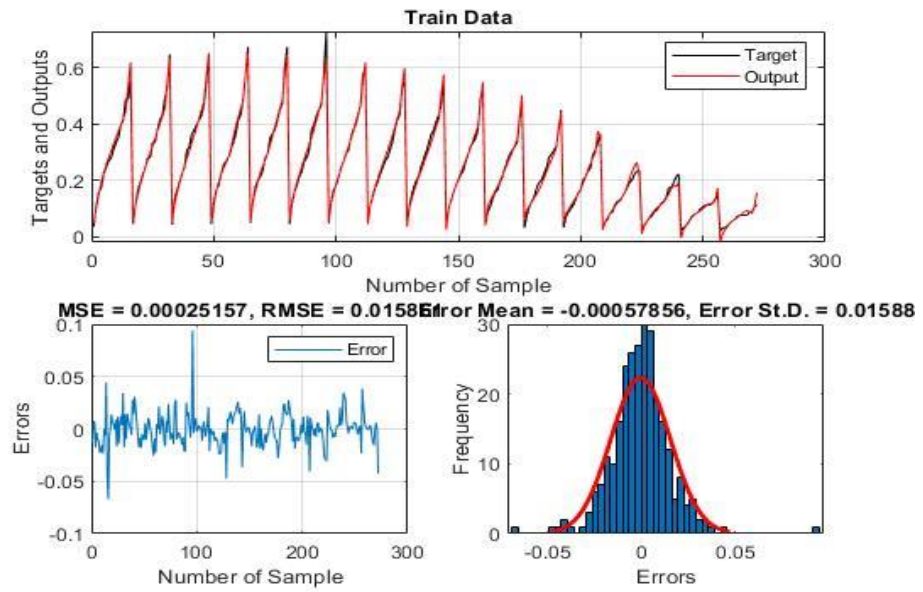 Train Data
Targets and Outputs
0.6
0.4
0.2
0
Target
Output
0 50 100 150 200 250 300
Number of Sample
MSE = 0.00025157, RMSE = 0.015861
Error Mean = -0.00057856, Error St.D. = 0.01588
Errors
0.1
0.05
0
-0.05
-0.1
Error
0 100 200 300
Number of Sample
Frequency
30
20
10
0
-0.05 0 0.05
Errors